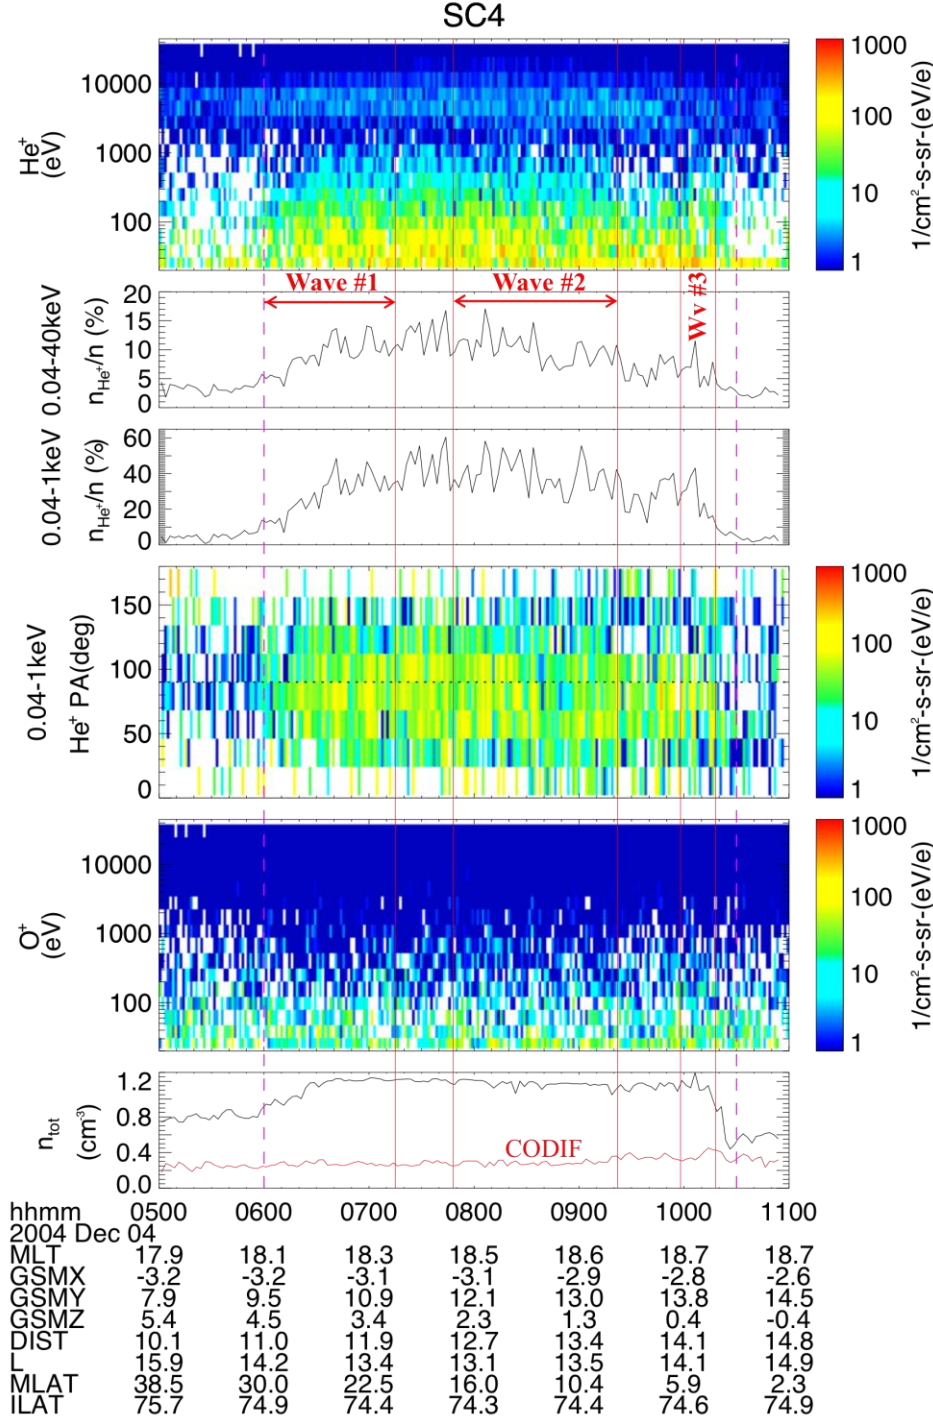 SC4
He⁺
(eV)
10000
1000
100
1000
100
10
1
1/cm²-s-sr-(eV/e)
Wave #1
Wave #2
Wv #3
0.04-40keV
n_He⁺/n (%)
20
15
10
5
0
0.04-1keV
n_He⁺/n (%)
60
40
20
0
0.04-1keV
He⁺ PA(deg)
150
100
50
0
1000
100
10
1
1/cm²-s-sr-(eV/e)
O⁺
(eV)
10000
1000
100
1000
100
10
1
1/cm²-s-sr-(eV/e)
n_tot
(cm⁻³)
1.2
0.8
0.4
0.0
CODIF
hhmm 0500 0600 0700 0800 0900 1000 1100
2004 Dec 04
MLT 17.9 18.1 18.3 18.5 18.6 18.7 18.7
GSMX -3.2 -3.2 -3.1 -3.1 -2.9 -2.8 -2.6
GSMY 7.9 9.5 10.9 12.1 13.0 13.8 14.5
GSMZ 5.4 4.5 3.4 2.3 1.3 0.4 -0.4
DIST 10.1 11.0 11.9 12.7 13.4 14.1 14.8
L 15.9 14.2 13.4 13.1 13.5 14.1 14.9
MLAT 38.5 30.0 22.5 16.0 10.4 5.9 2.3
ILAT 75.7 74.9 74.4 74.3 74.4 74.6 74.9